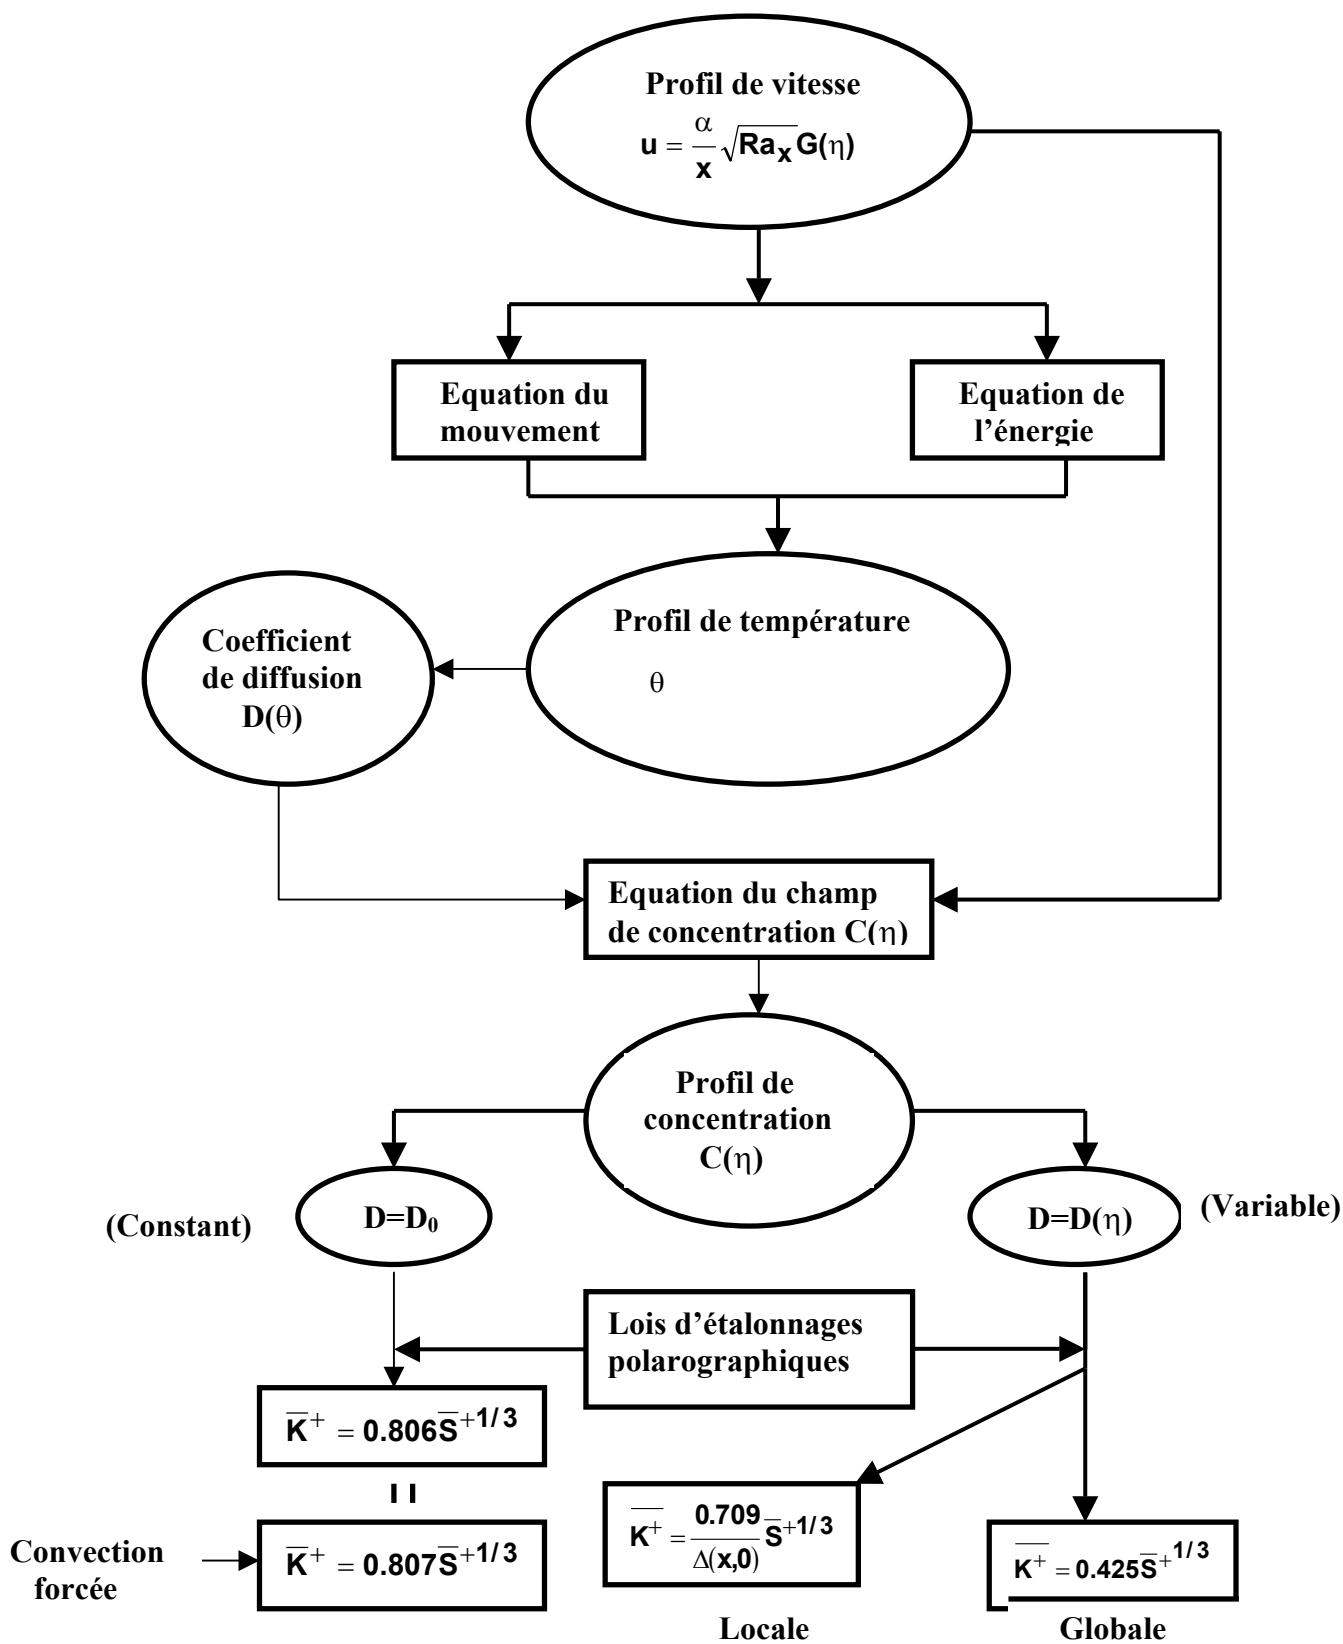 Profil de vitesse
u = α/x √Ra_x G(η)
Equation du
mouvement
Equation de
l’énergie
Profil de température
θ
Coefficient
de diffusion
D(θ)
Equation du champ
de concentration C(η)
Profil de
concentration
C(η)
(Constant)
D=D₀
D=D(η)
(Variable)
Lois d’étalonnages
polarographiques
K̅⁺ = 0.806S̅⁺1/3
=
K̅⁺ = 0.807S̅⁺1/3
Convection
forcée
K̅⁺ = 0.709/Δ(x,0) S̅⁺1/3
Locale
K̅⁺ = 0.425S̅⁺1/3
Globale